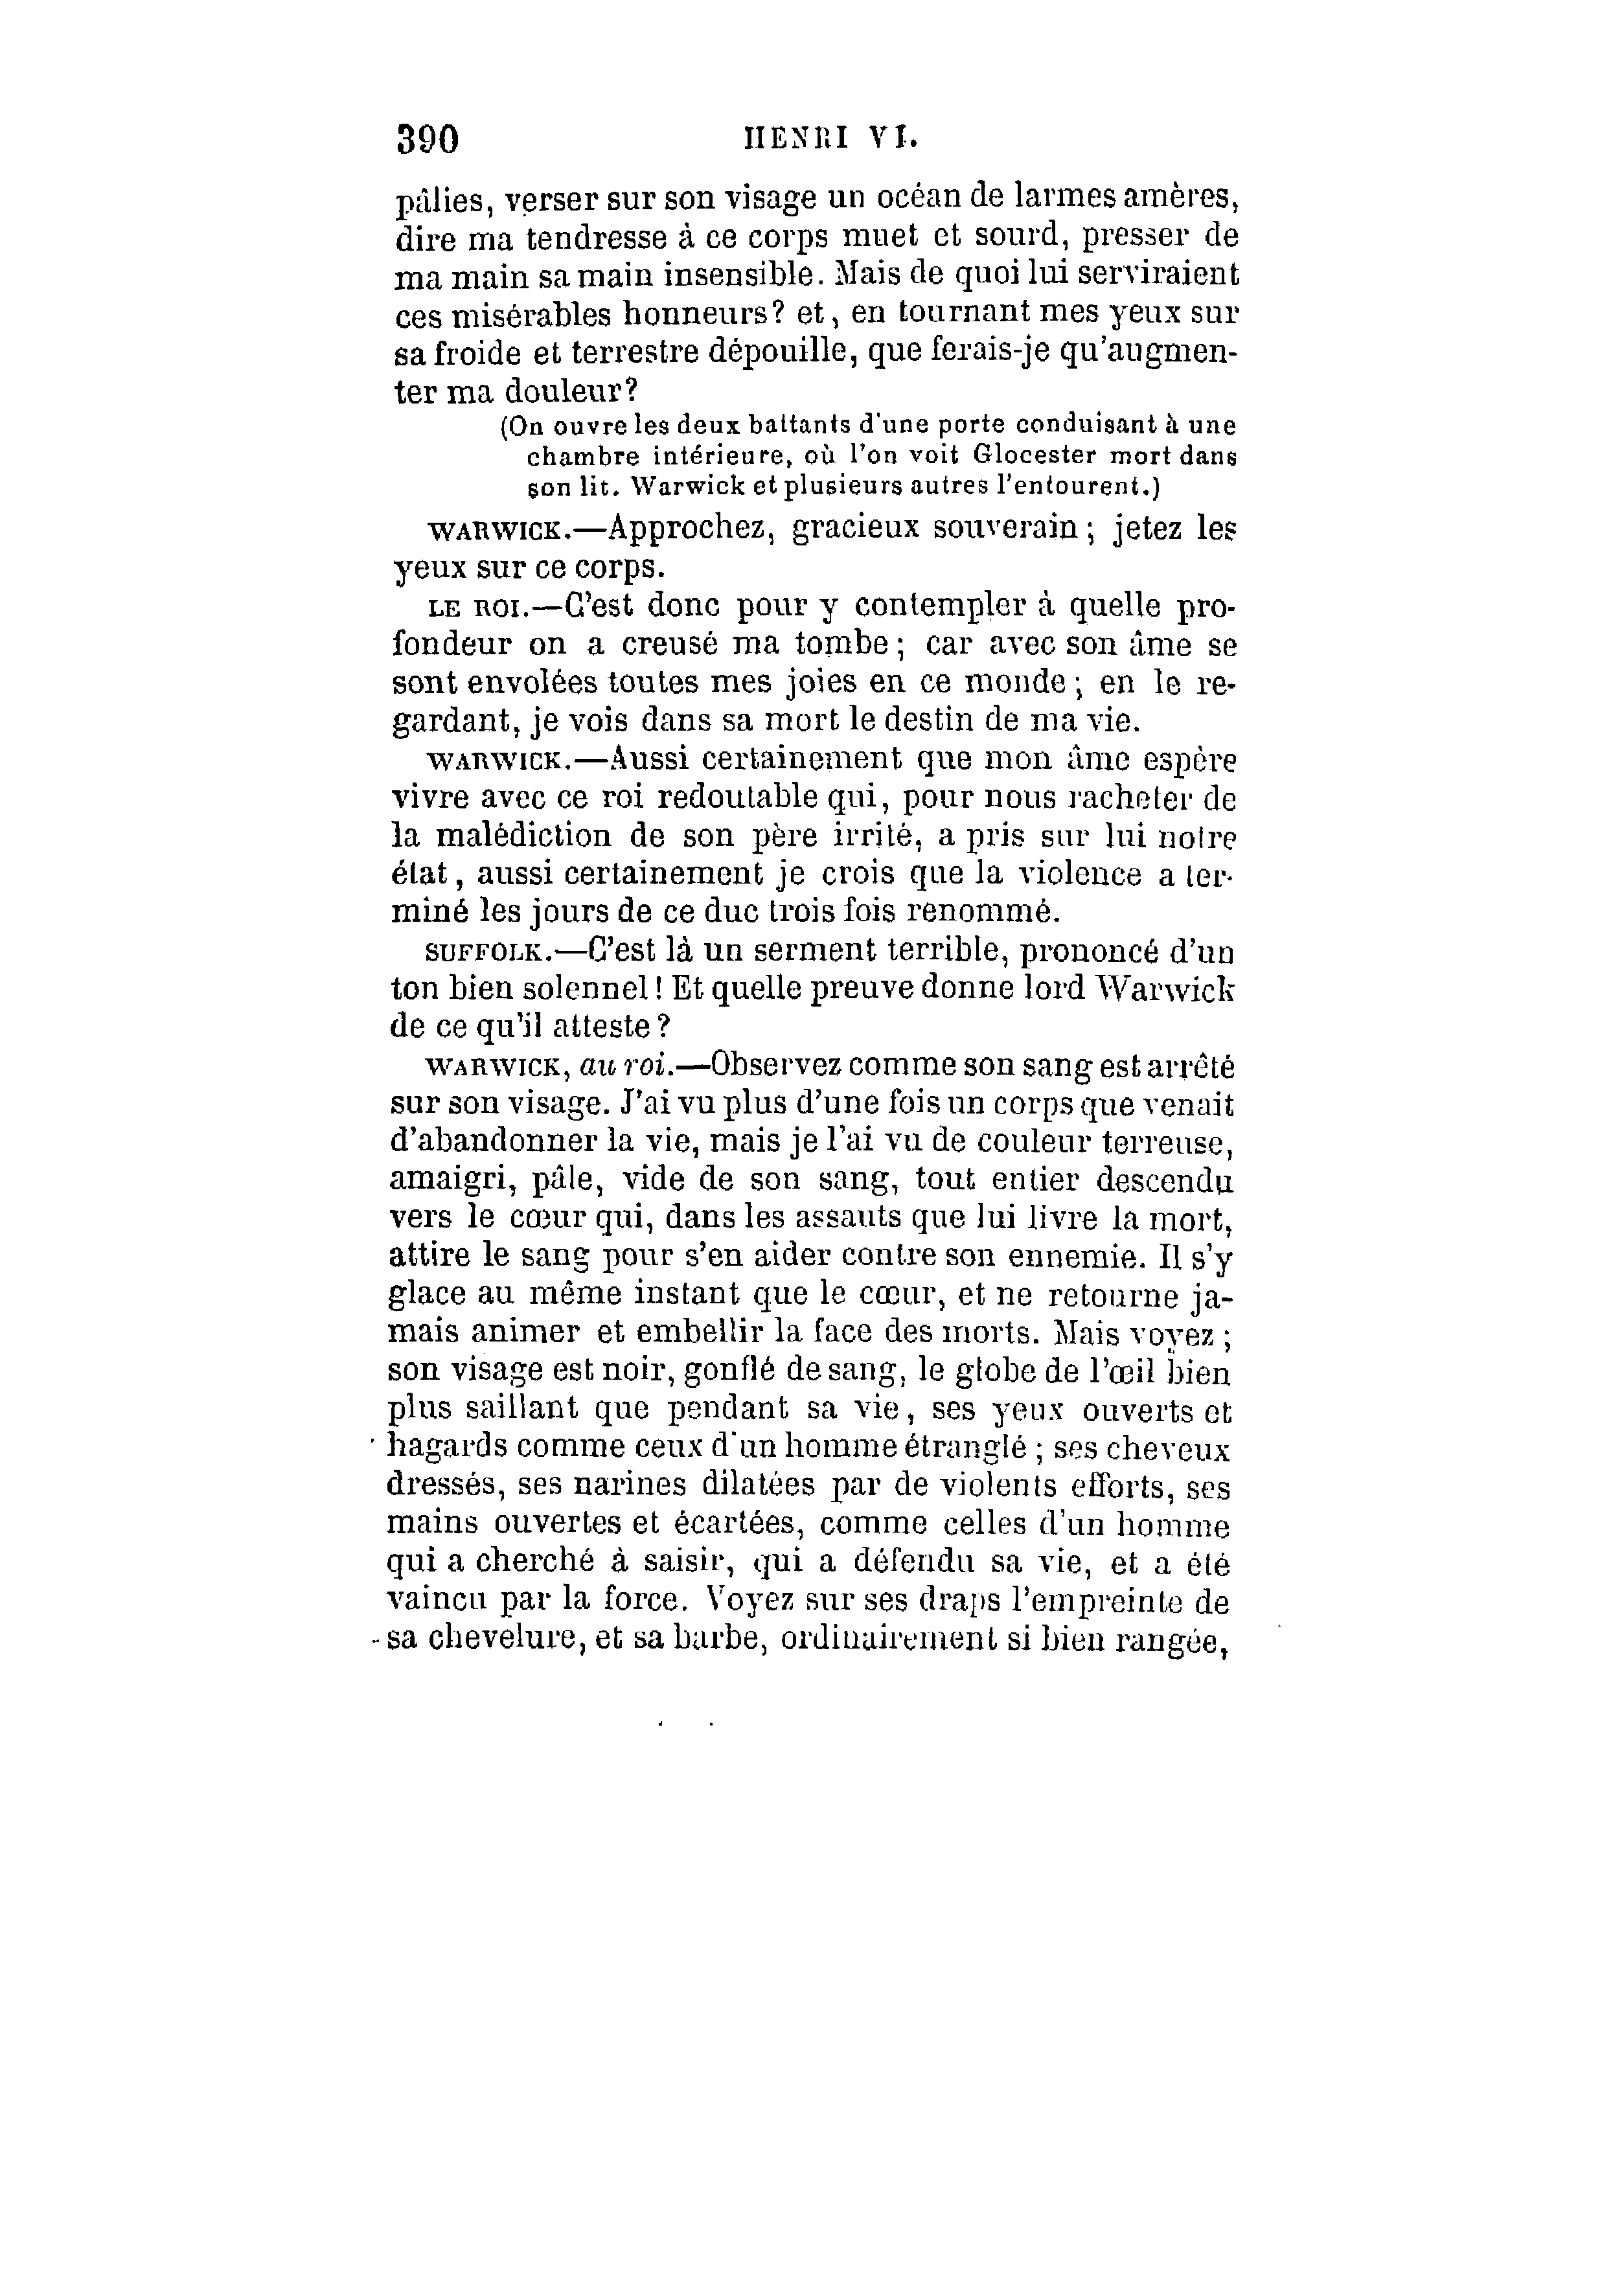 390 HENRI VI.
pâlies, verser sur son visage un océan de larmes amères,
dire ma tendresse à ce corps muet et sourd, presser de
ma main sa main insensible. Mais de quoi lui serviraient
ces misérables honneurs? et, en tournant mes yeux sur
sa froide et terrestre dépouille, que ferais-je qu'augmen-
ter ma douleur?
(On ouvre les deux battants d'une porte conduisant à une
chambre intérieure, où l'on voit Glocester mort dans
son lit. Warwick et plusieurs autres l'entourent.)
WARWICK.—Approchez, gracieux souverain; jetez les
yeux sur ce corps.
LE ROI.—C'est donc pour y contempler à quelle pro-
fondeur on a creusé ma tombe; car avec son âme se
sont envolées toutes mes joies en ce monde; en le re-
gardant, je vois dans sa mort le destin de ma vie.
WARWICK.—Aussi certainement que mon âme espère
vivre avec ce roi redoutable qui, pour nous racheter de
la malédiction de son père irrité, a pris sur lui notre
état, aussi certainement je crois que la violence a ter-
miné les jours de ce duc trois fois renommé.
SUFFOLK.—C'est là un serment terrible, prononcé d'un
ton bien solennel! Et quelle preuve donne lord Warwick
de ce qu'il atteste?
WARWICK, au roi.—Observez comme son sang est arrêté
sur son visage. J'ai vu plus d'une fois un corps que venait
d'abandonner la vie, mais je l'ai vu de couleur terreuse,
amaigri, pâle, vide de son sang, tout entier descendu
vers le cœur qui, dans les assauts que lui livre la mort,
attire le sang pour s'en aider contre son ennemie. Il s'y
glace au même instant que le cœur, et ne retourne ja-
mais animer et embellir la face des morts. Mais voyez;
son visage est noir, gonflé de sang, le globe de l'œil bien
plus saillant que pendant sa vie, ses yeux ouverts et
hagards comme ceux d'un homme étranglé; ses cheveux
dressés, ses narines dilatées par de violents efforts, ses
mains ouvertes et écartées, comme celles d'un homme
qui a cherché à saisir, qui a défendu sa vie, et a été
vaincu par la force. Voyez sur ses draps l'empreinte de
sa chevelure, et sa barbe, ordinairement si bien rangée,